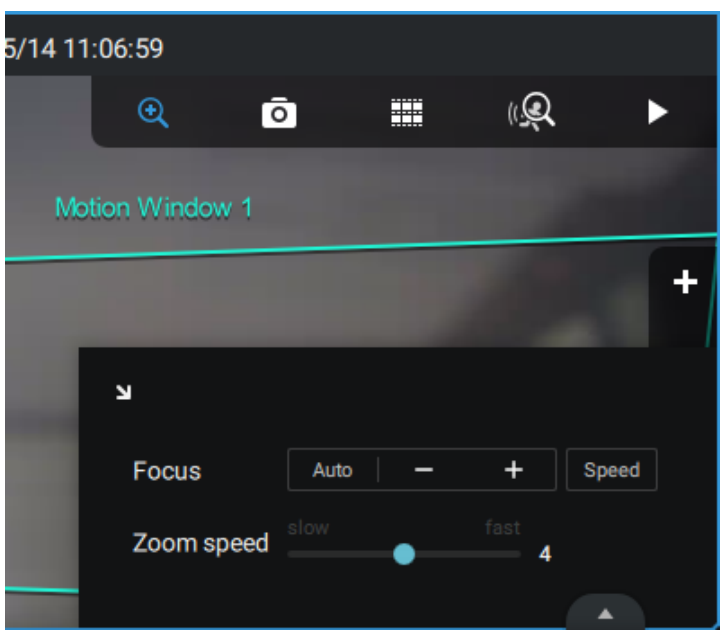 5/14 11:06:59
Motion Window 1
Focus Auto − + Speed
slow fast
Zoom speed 4